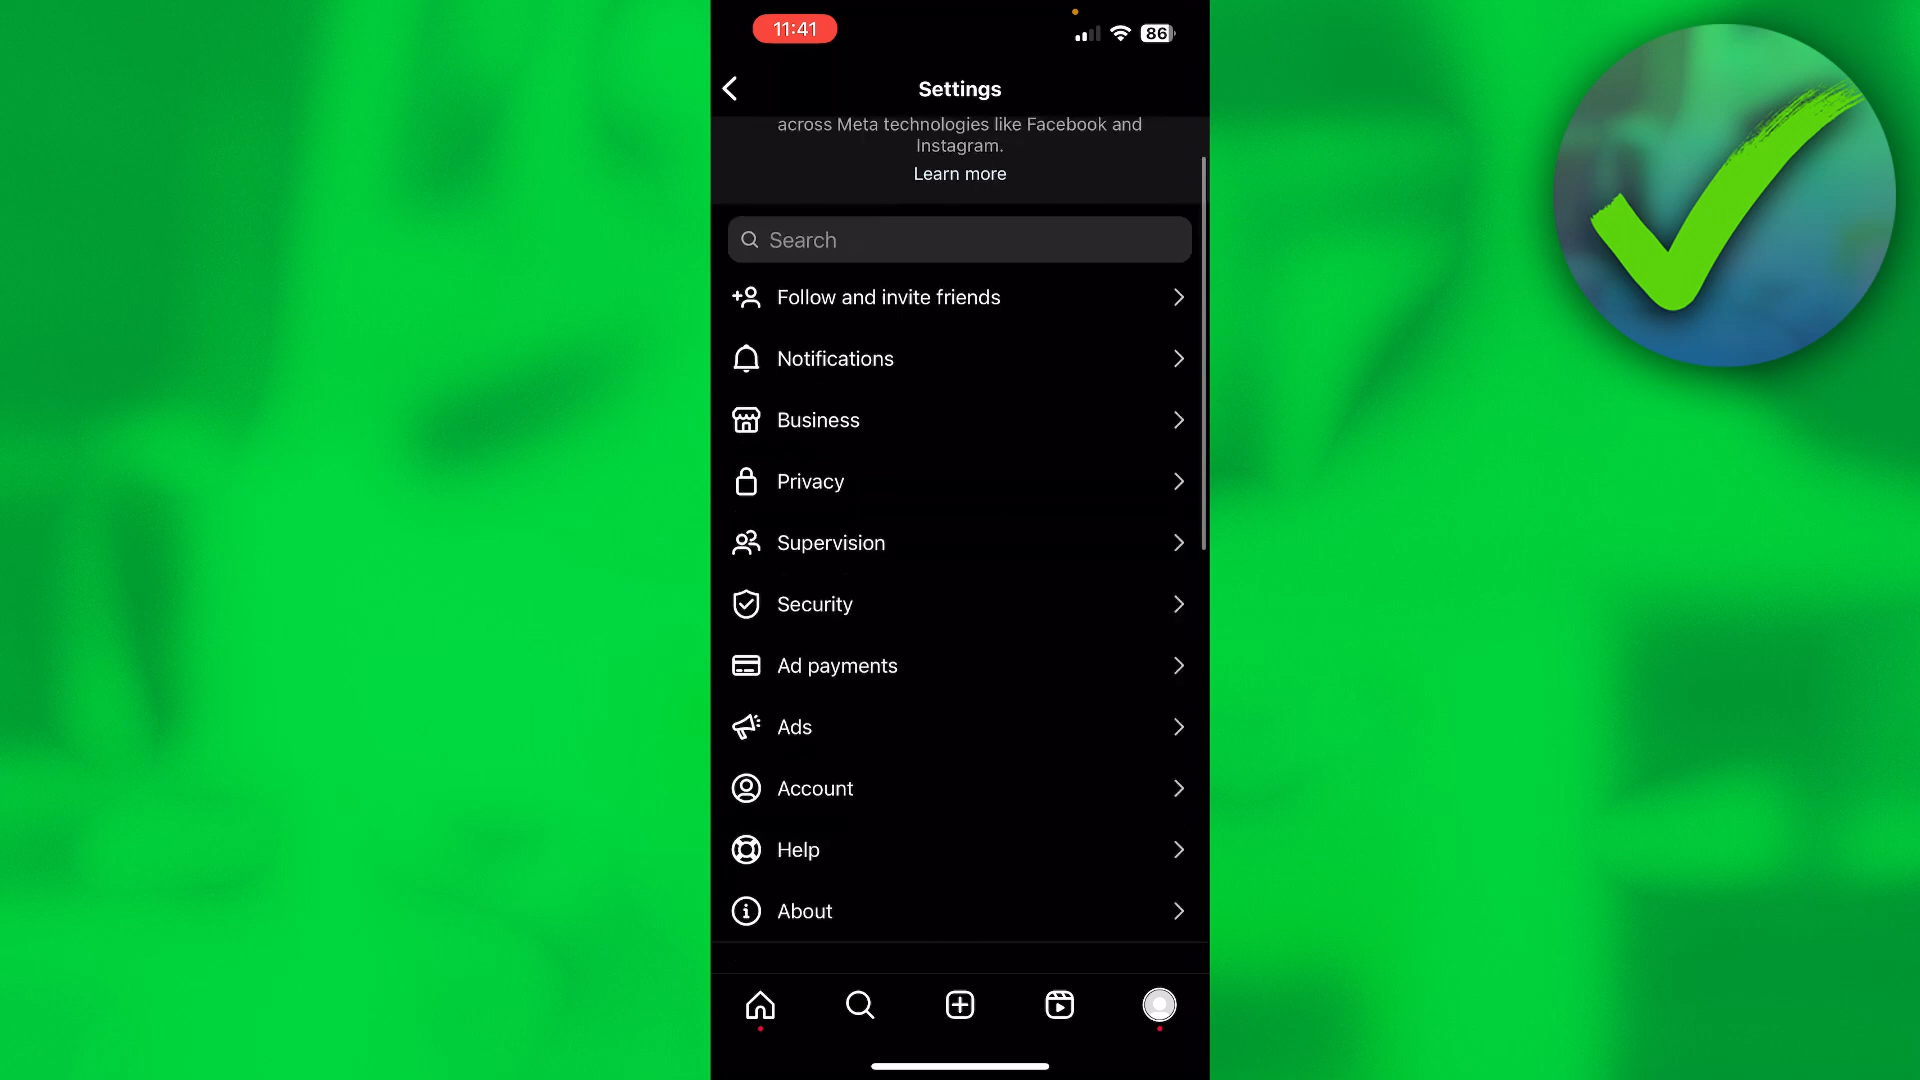 11:41
86
Settings
across Meta technologies like Facebook and
Instagram.
Learn more
Search
Follow and invite friends
Notifications
Business
Privacy
Supervision
Security
Ad payments
Ads
Account
Help
About